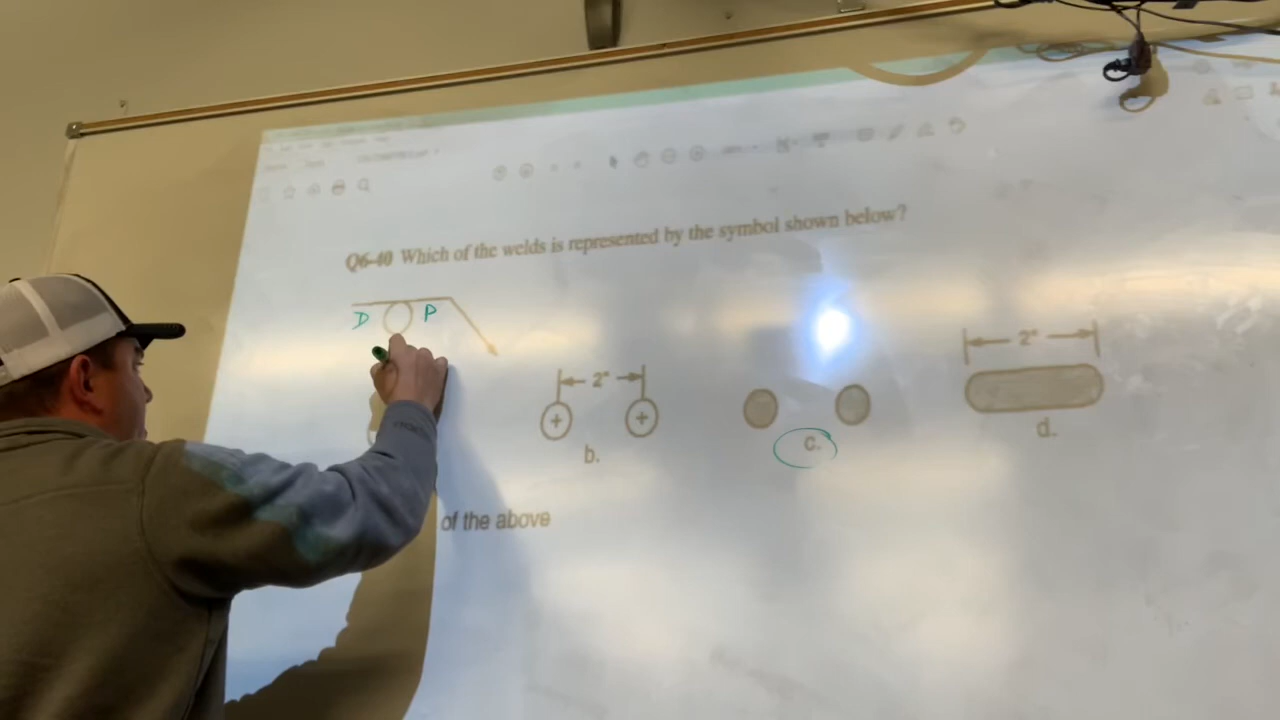 Q6-40 Which of the welds is represented by the symbol shown below?
D P
2"
2"
+ +
b.
c.
d.
of the above